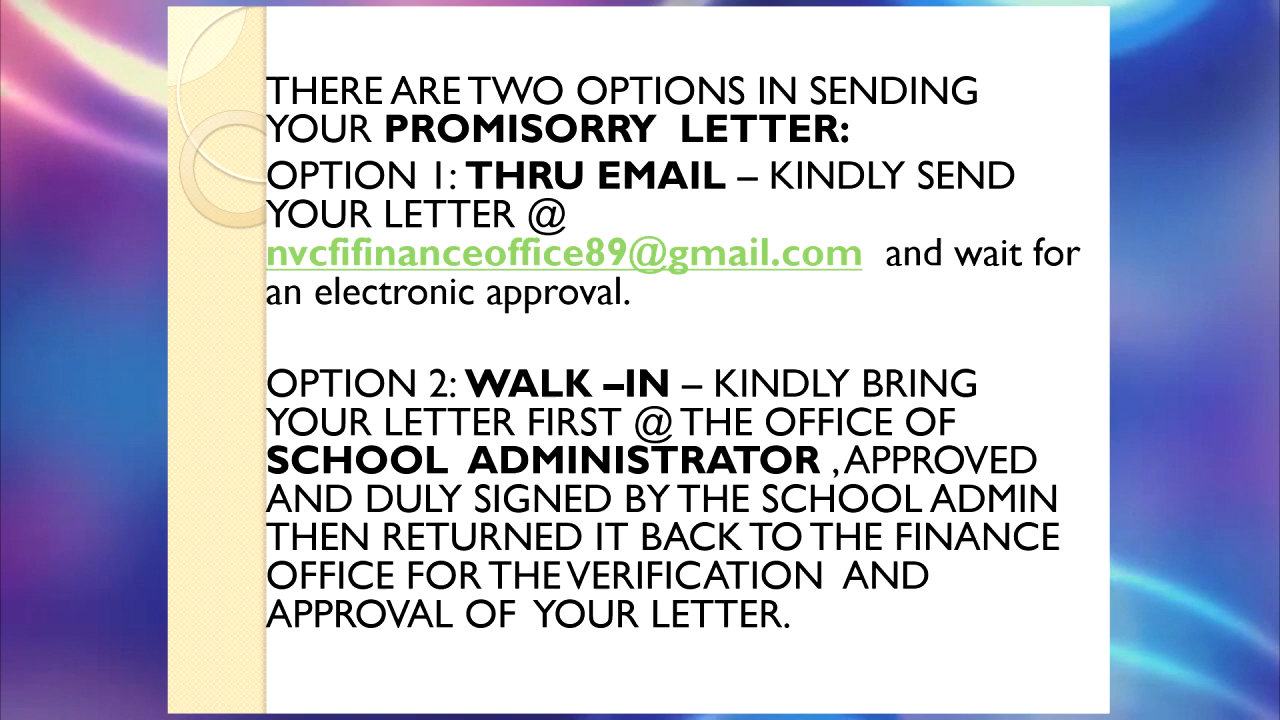 THERE ARE TWO OPTIONS IN SENDING
YOUR PROMISORRY LETTER:
OPTION 1: THRU EMAIL – KINDLY SEND
YOUR LETTER @
nvcfifinanceoffice89@gmail.com and wait for
an electronic approval.
OPTION 2: WALK –IN – KINDLY BRING
YOUR LETTER FIRST @ THE OFFICE OF
SCHOOL ADMINISTRATOR , APPROVED
AND DULY SIGNED BY THE SCHOOL ADMIN
THEN RETURNED IT BACK TO THE FINANCE
OFFICE FOR THE VERIFICATION AND
APPROVAL OF YOUR LETTER.